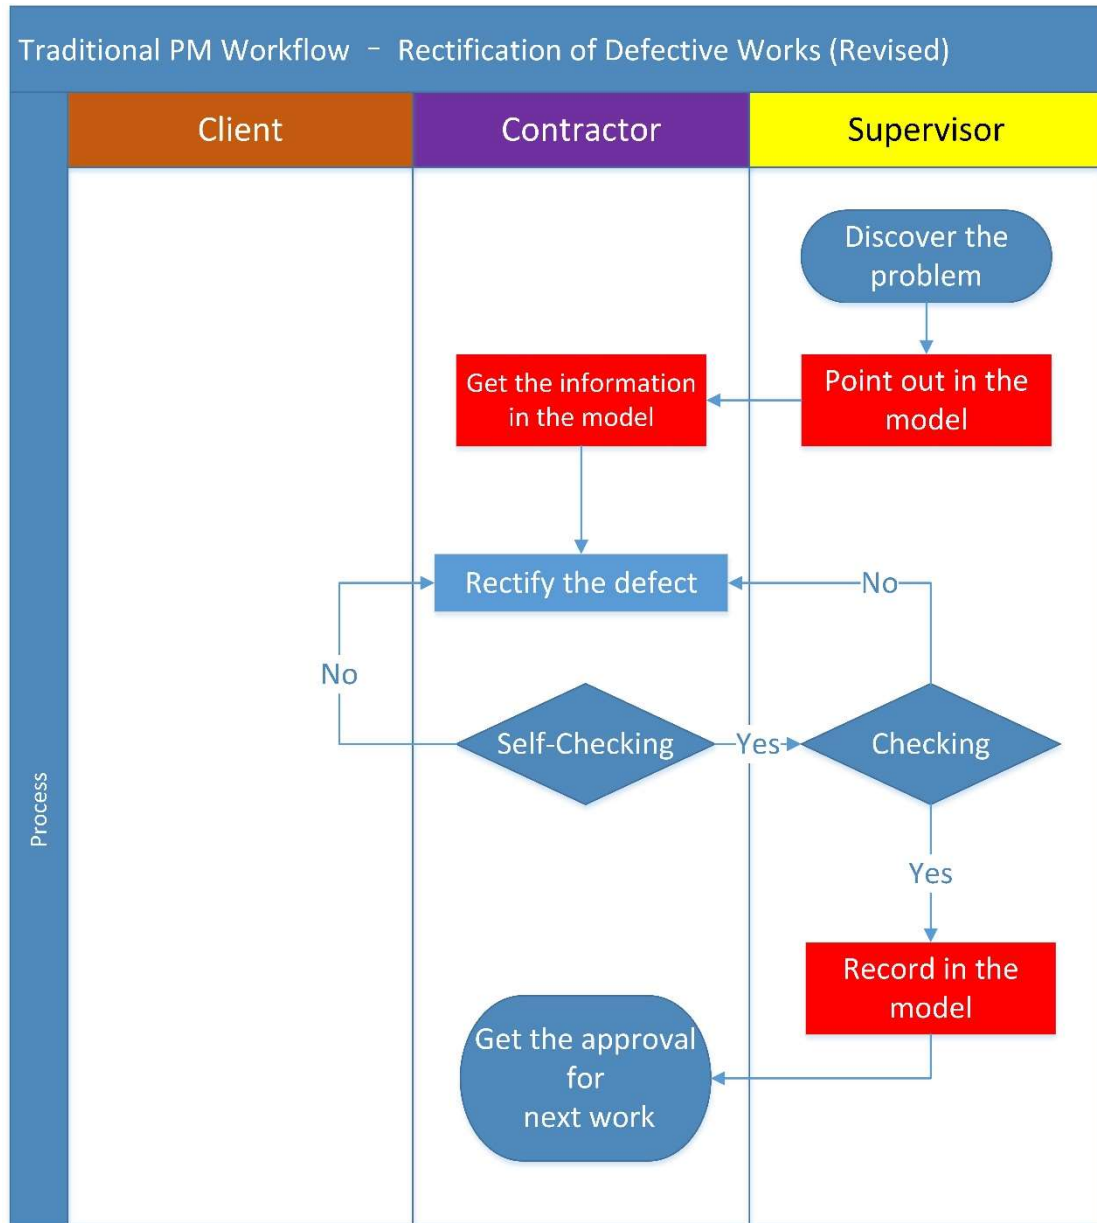 Traditional PM Workflow – Rectification of Defective Works (Revised)
Client
Contractor
Supervisor
Process
Discover the
problem
Point out in the
model
Get the information
in the model
Rectify the defect
No
No
Self-Checking
Yes
Checking
Yes
Record in the
model
Get the approval
for
next work